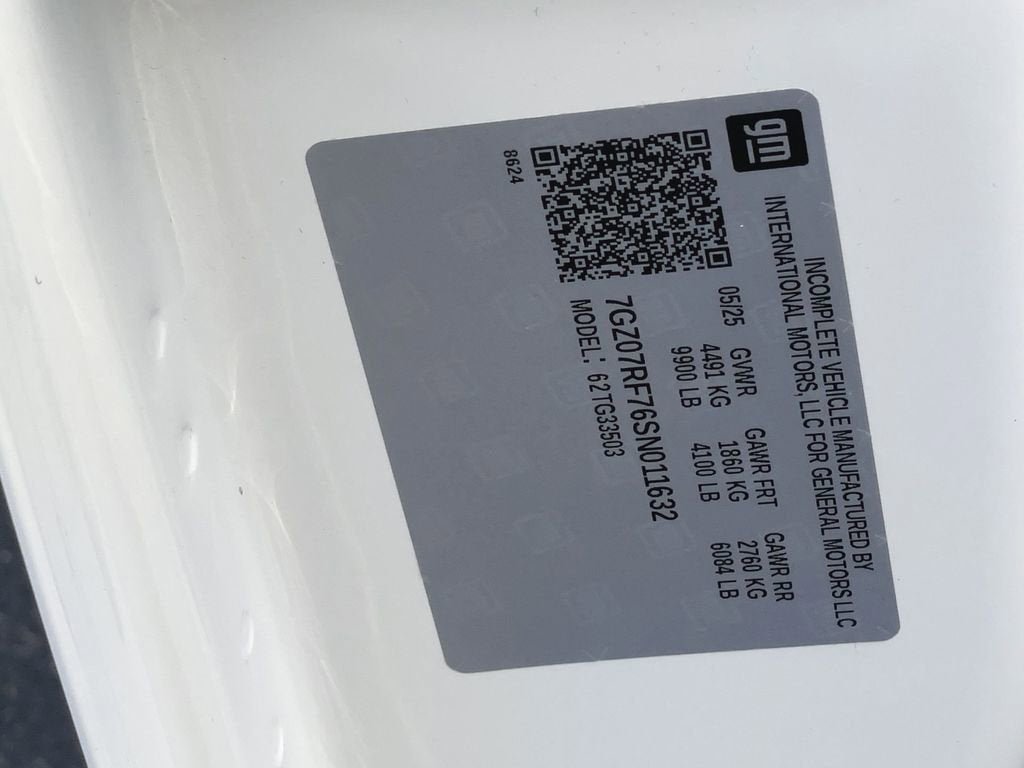 gm
INCOMPLETE VEHICLE MANUFACTURED BY
INTERNATIONAL MOTORS, LLC FOR GENERAL MOTORS LLC
05/25 GVWR GAWR FRT GAWR RR
4491 KG 1860 KG 2760 KG
9900 LB 4100 LB 6084 LB
7GZ07RF76SN011632
MODEL: 62TG33503
8624